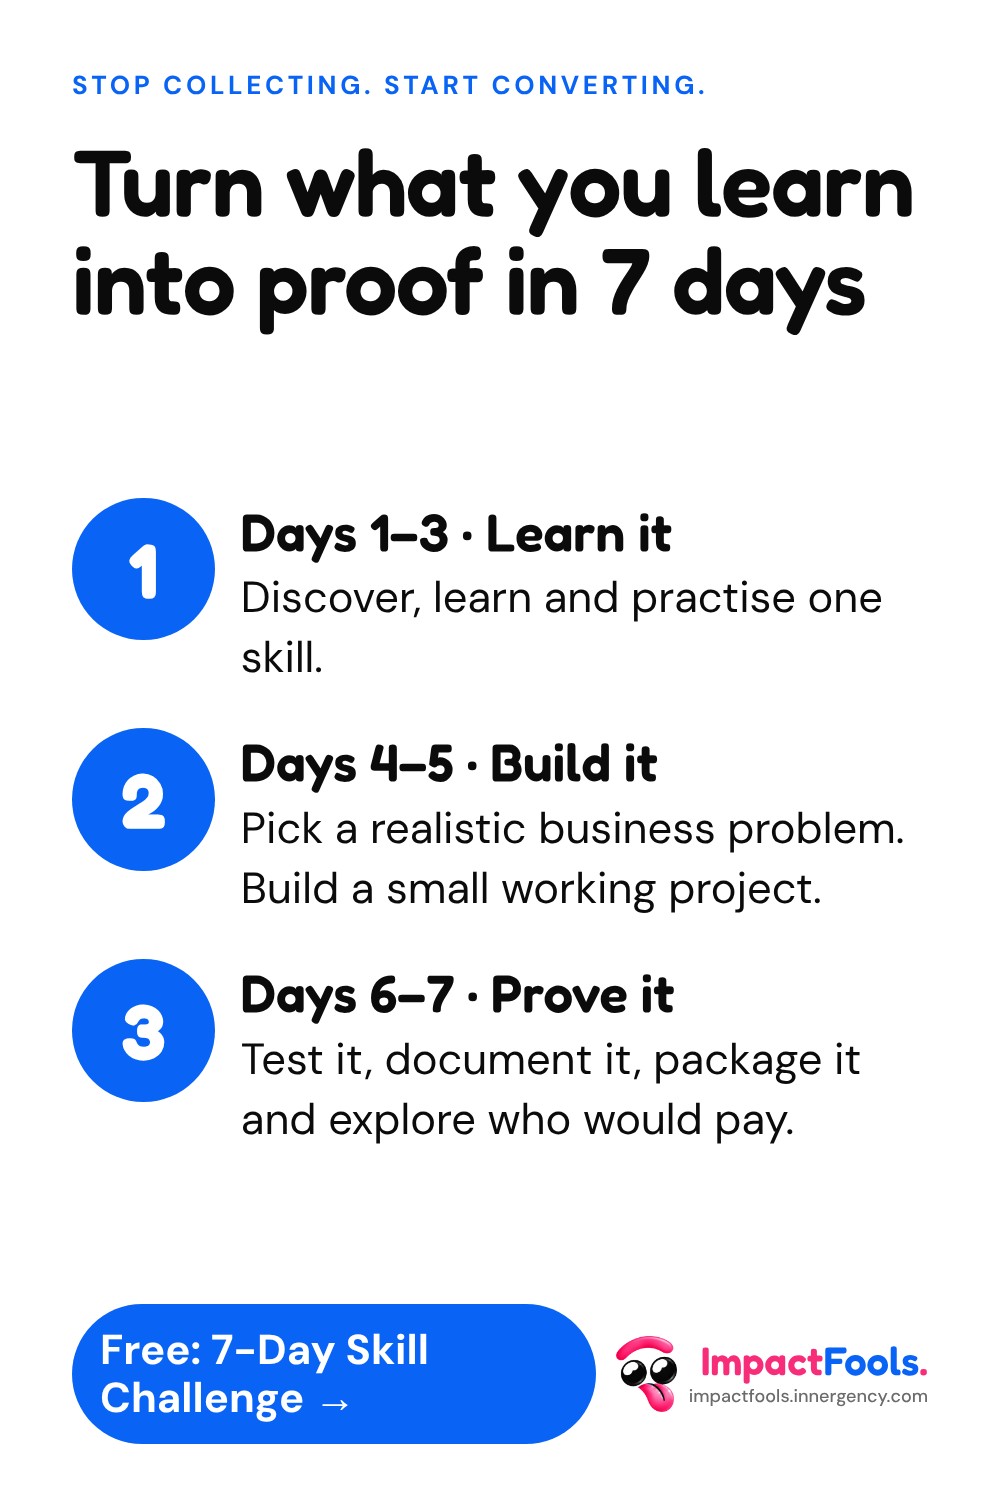 STOP COLLECTING. START CONVERTING.
Turn what you learn
into proof in 7 days
1
Days 1–3 · Learn it
Discover, learn and practise one
skill.
2
Days 4–5 · Build it
Pick a realistic business problem.
Build a small working project.
3
Days 6–7 · Prove it
Test it, document it, package it
and explore who would pay.
Free: 7-Day Skill
Challenge →
ImpactFools.
impactfools.innergency.com